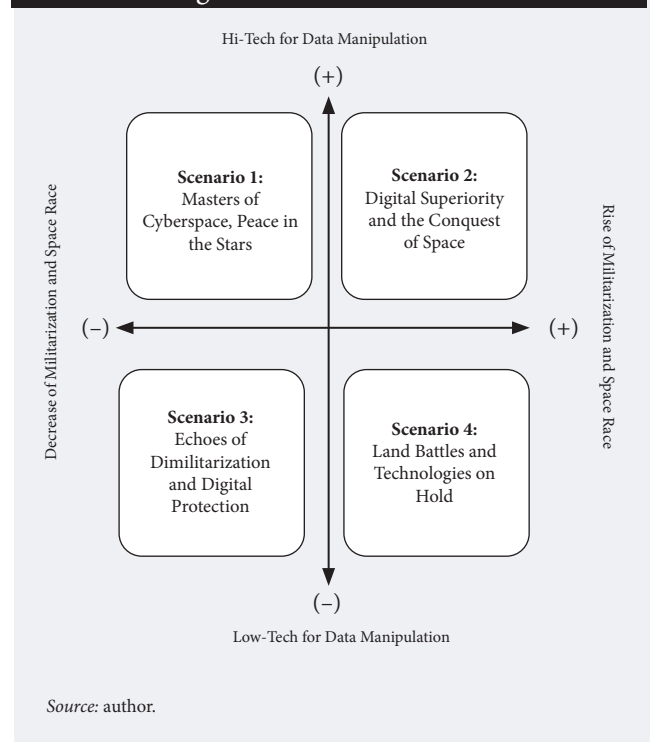 Hi-Tech for Data Manipulation
(+)
Scenario 1:
Masters of
Cyberspace, Peace in
the Stars
Scenario 2:
Digital Superiority
and the Conquest
of Space
Decrease of Militarization and Space Race
(–)
(+)
Rise of Militarization and Space Race
Scenario 3:
Echoes of
Dimilitarization
and Digital
Protection
Scenario 4:
Land Battles and
Technologies on
Hold
(–)
Low-Tech for Data Manipulation
Source: author.